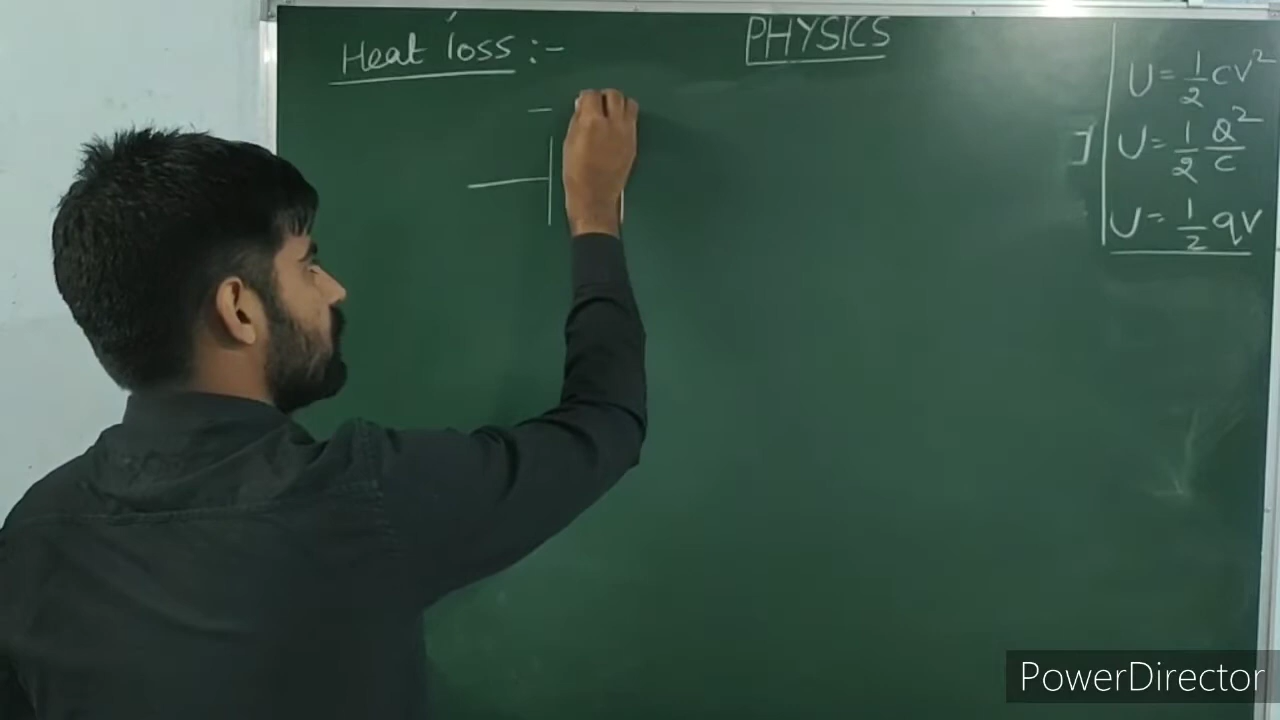 Heat loss :-
PHYSICS
U = 1/2 CV²
U = 1/2 Q²/C
U = 1/2 qV
PowerDirector